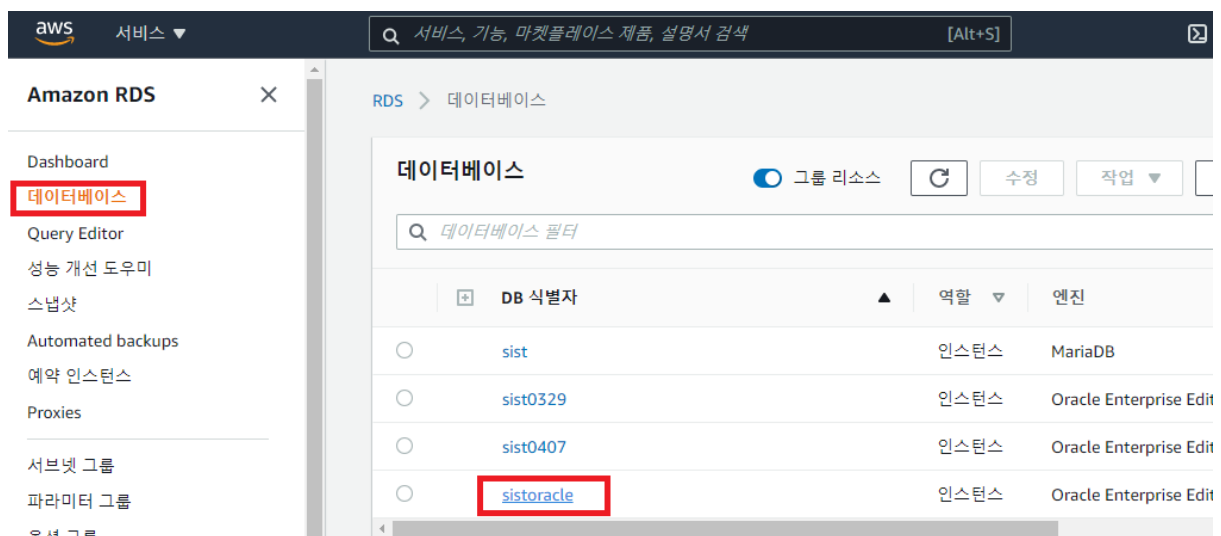 aws 서비스 ▼ 서비스, 기능, 마켓플레이스 제품, 설명서 검색 [Alt+S]
Amazon RDS
Dashboard
데이터베이스
Query Editor
성능 개선 도우미
스냅샷
Automated backups
예약 인스턴스
Proxies
서브넷 그룹
파라미터 그룹
RDS > 데이터베이스
데이터베이스 그룹 리소스 수정 작업 ▼
데이터베이스 필터
DB 식별자 ▲ 역할 ▽ 엔진
sist 인스턴스 MariaDB
sist0329 인스턴스 Oracle Enterprise Edit
sist0407 인스턴스 Oracle Enterprise Edit
sistoracle 인스턴스 Oracle Enterprise Edit